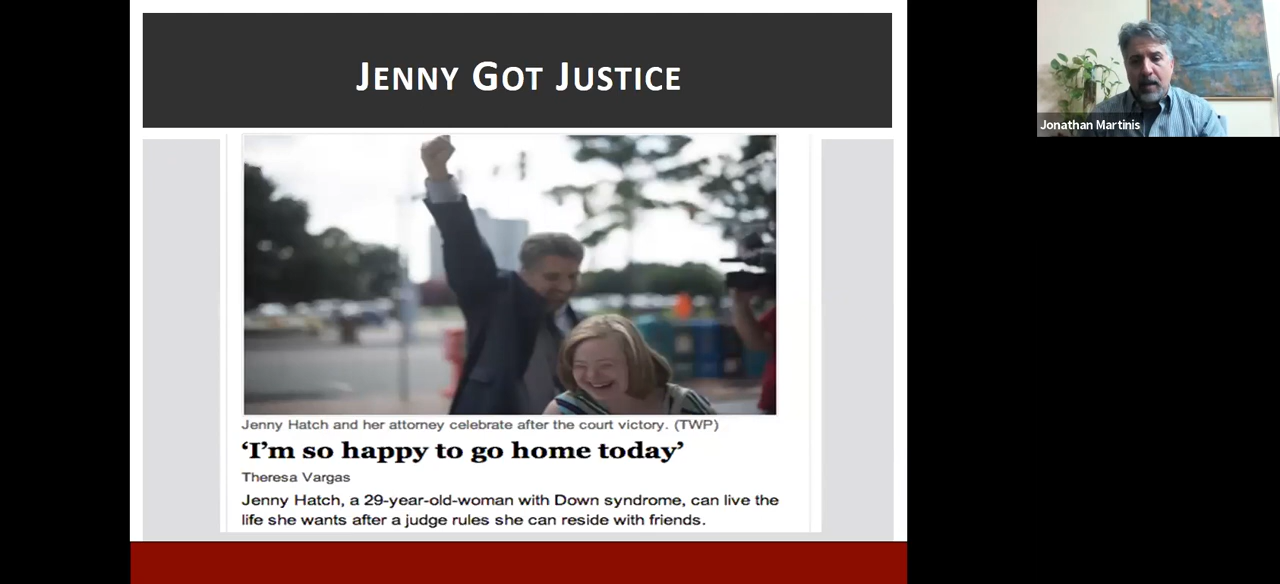 JENNY GOT JUSTICE
Jonathan Martinis
Jenny Hatch and her attorney celebrate after the court victory. (TWP)
‘I’m so happy to go home today’
Theresa Vargas
Jenny Hatch, a 29-year-old-woman with Down syndrome, can live the
life she wants after a judge rules she can reside with friends.